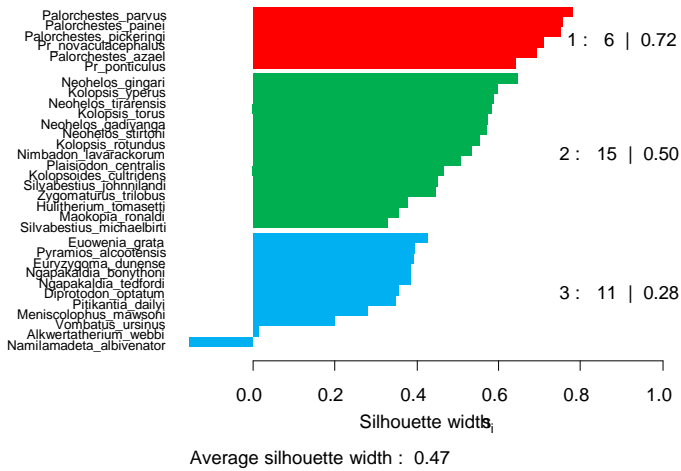 Palorchestes_parvus
Palorchestes_painei
Palorchestes_pickeringi
Pr_novaculacephalus
Palorchestes_azael
Pr_ponticulus
1 : 6 | 0.72
Neohelos_gingari
Kolopsis_yperus
Neohelos_tirarensis
Kolopsis_torus
Neohelos_gadiyanga
Neohelos_stirtoni
Kolopsis_rotundus
Nimbadon_lavarackorum
Plaisiodon_centralis
Kolopsoides_cultridens
Silvabestius_johnnilandi
Zygomaturus_trilobus
Hulitherium_tomasetti
Maokopia_ronaldi
Silvabestius_michaelbirti
2 : 15 | 0.50
Euowenia_grata
Pyramios_alcootensis
Euryzygoma_dunense
Ngapakaldia_bonythoni
Ngapakaldia_tedfordi
Diprotodon_optatum
Pitikantia_dailyi
Meniscolophus_mawsoni
Vombatus_ursinus
Alkwertatherium_webbi
Namilamadeta_albivenator
3 : 11 | 0.28
0.0 0.2 0.4 0.6 0.8 1.0
Silhouette width si
Average silhouette width : 0.47